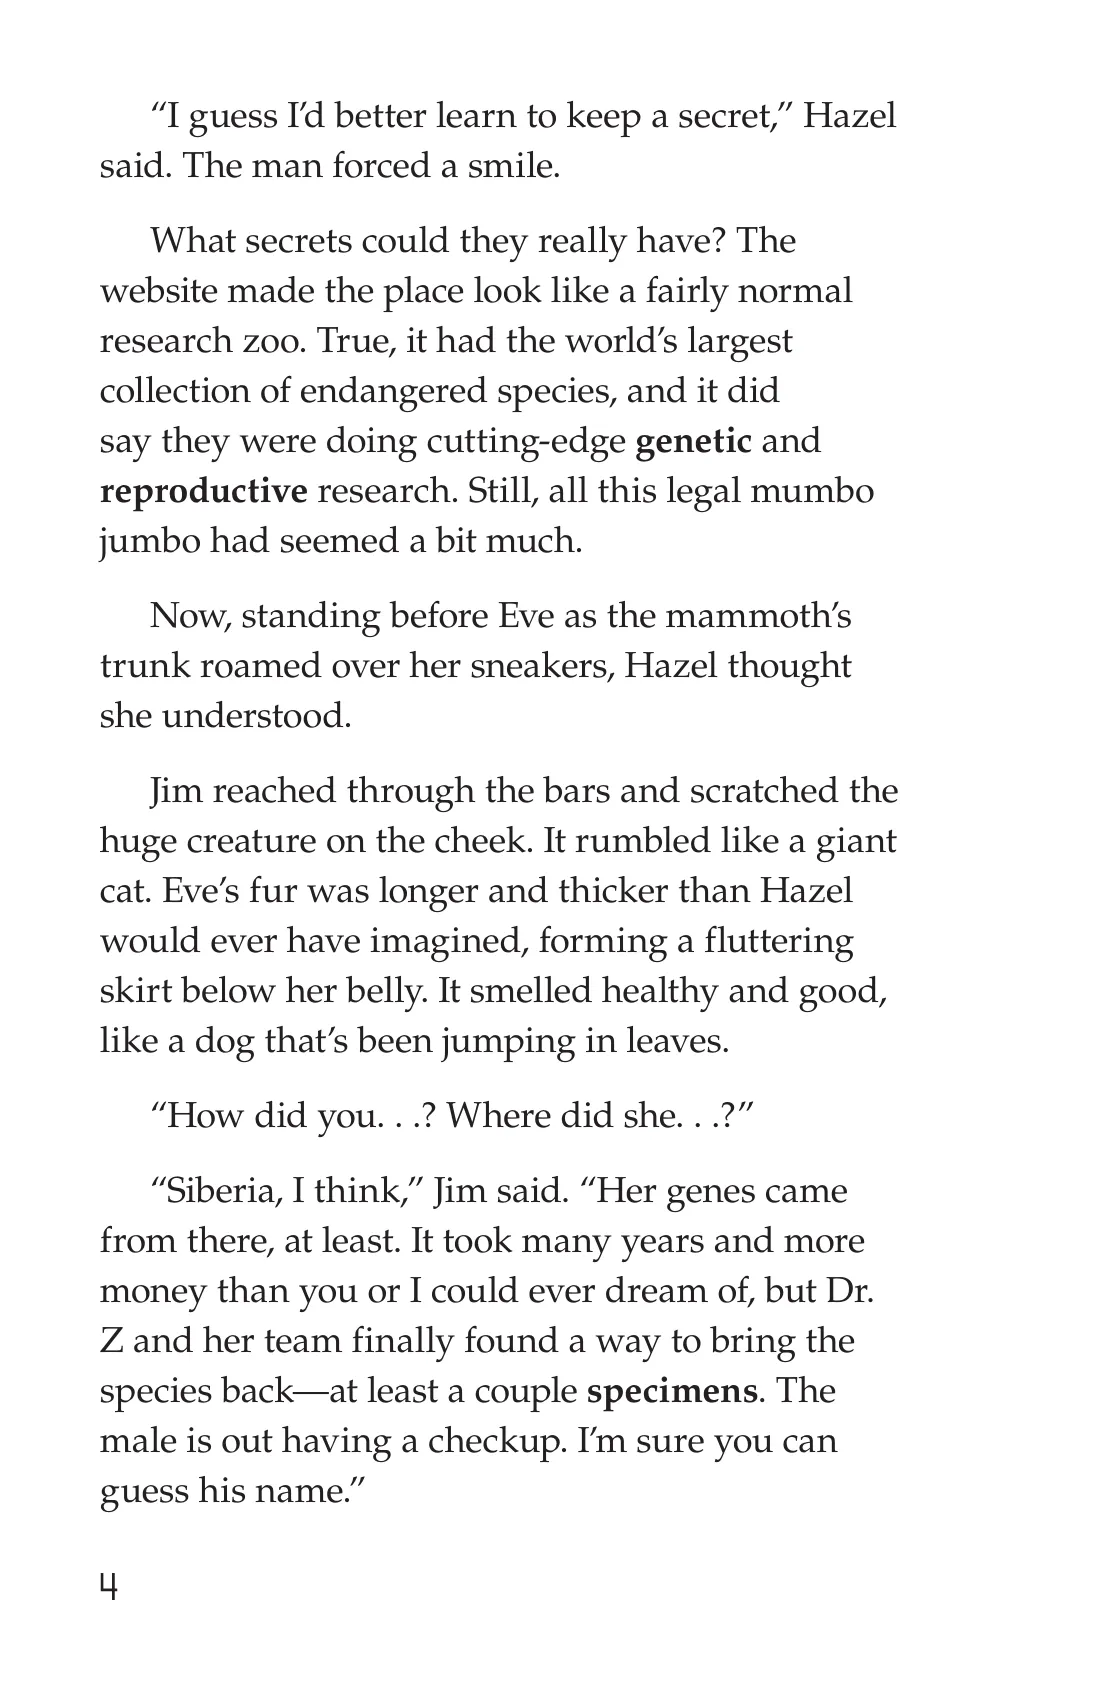 “I guess I’d better learn to keep a secret,” Hazel
said. The man forced a smile.
What secrets could they really have? The
website made the place look like a fairly normal
research zoo. True, it had the world’s largest
collection of endangered species, and it did
say they were doing cutting-edge genetic and
reproductive research. Still, all this legal mumbo
jumbo had seemed a bit much.
Now, standing before Eve as the mammoth’s
trunk roamed over her sneakers, Hazel thought
she understood.
Jim reached through the bars and scratched the
huge creature on the cheek. It rumbled like a giant
cat. Eve’s fur was longer and thicker than Hazel
would ever have imagined, forming a fluttering
skirt below her belly. It smelled healthy and good,
like a dog that’s been jumping in leaves.
“How did you. . .? Where did she. . .?”
“Siberia, I think,” Jim said. “Her genes came
from there, at least. It took many years and more
money than you or I could ever dream of, but Dr.
Z and her team finally found a way to bring the
species back—at least a couple specimens. The
male is out having a checkup. I’m sure you can
guess his name.”
4